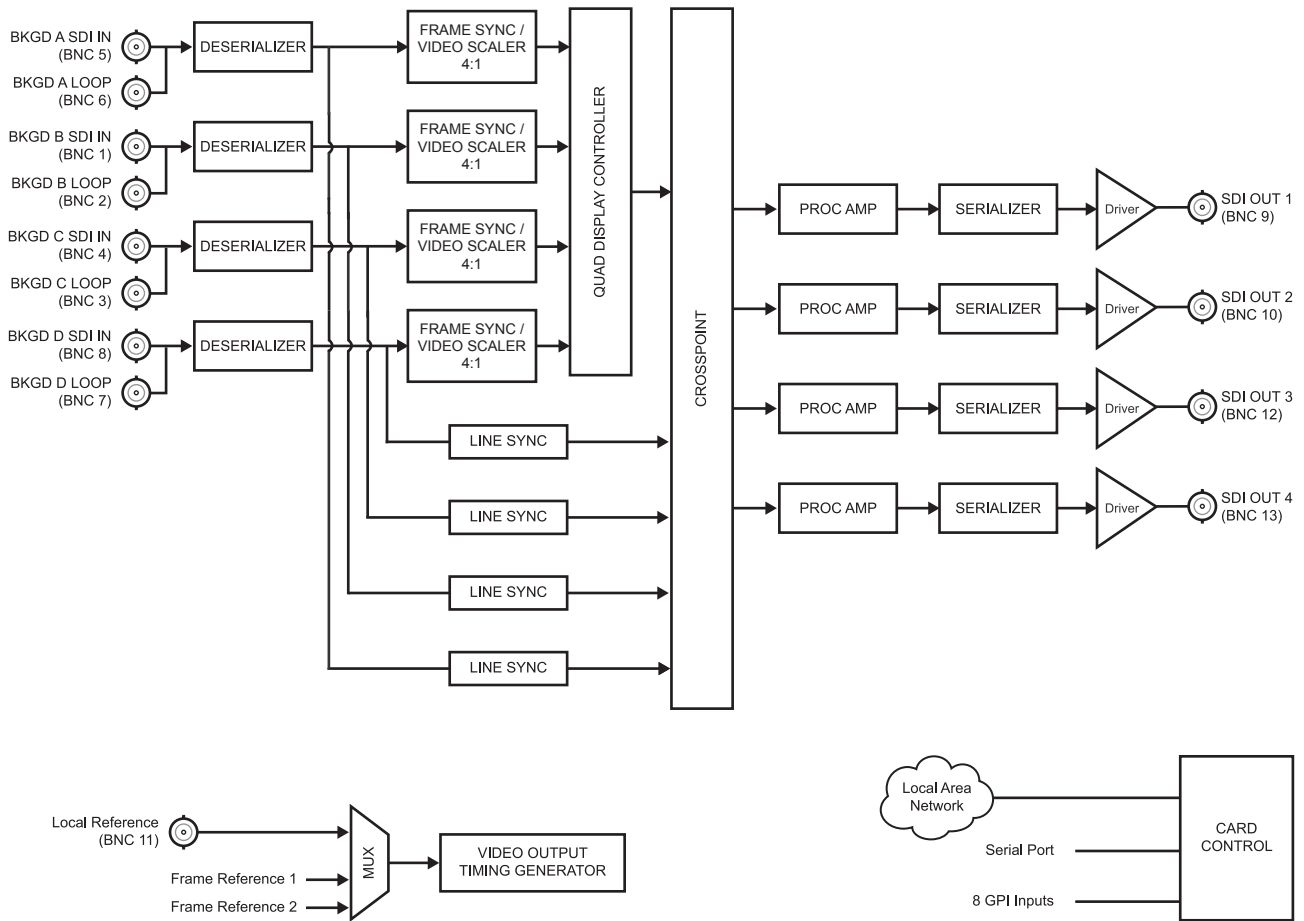 BKGD A SDI IN
(BNC 5)
BKGD A LOOP
(BNC 6)
BKGD B SDI IN
(BNC 1)
BKGD B LOOP
(BNC 2)
BKGD C SDI IN
(BNC 4)
BKGD C LOOP
(BNC 3)
BKGD D SDI IN
(BNC 8)
BKGD D LOOP
(BNC 7)
DESERIALIZER
DESERIALIZER
DESERIALIZER
DESERIALIZER
FRAME SYNC /
VIDEO SCALER
4:1
FRAME SYNC /
VIDEO SCALER
4:1
FRAME SYNC /
VIDEO SCALER
4:1
FRAME SYNC /
VIDEO SCALER
4:1
LINE SYNC
LINE SYNC
LINE SYNC
LINE SYNC
QUAD DISPLAY CONTROLLER
CROSSPOINT
PROC AMP
SERIALIZER
Driver
SDI OUT 1
(BNC 9)
PROC AMP
SERIALIZER
Driver
SDI OUT 2
(BNC 10)
PROC AMP
SERIALIZER
Driver
SDI OUT 3
(BNC 12)
PROC AMP
SERIALIZER
Driver
SDI OUT 4
(BNC 13)
Local Reference
(BNC 11)
Frame Reference 1
Frame Reference 2
MUX
VIDEO OUTPUT
TIMING GENERATOR
Local Area
Network
Serial Port
8 GPI Inputs
CARD
CONTROL